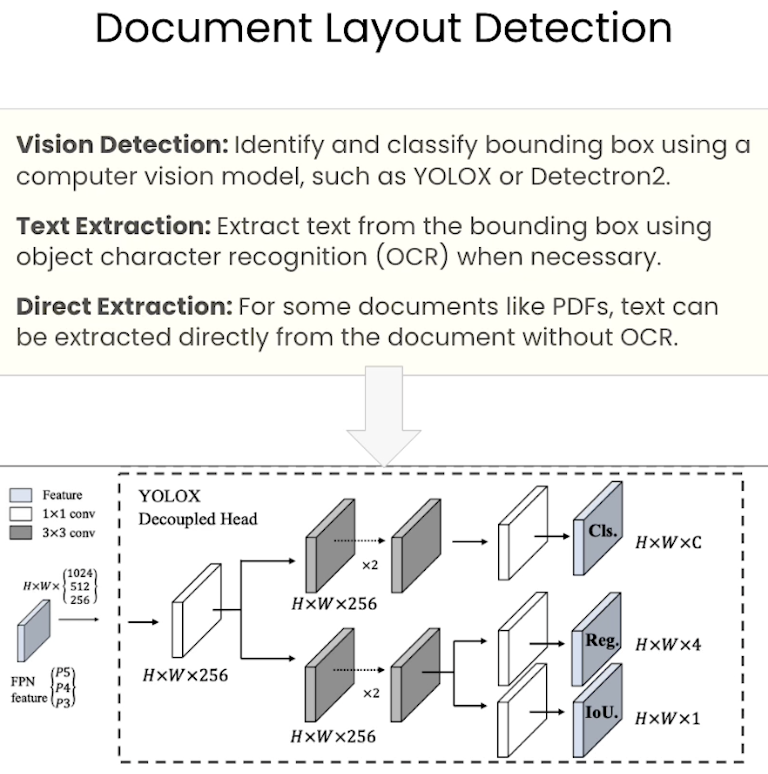 Document Layout Detection
Vision Detection: Identify and classify bounding box using a
computer vision model, such as YOLOX or Detectron2.
Text Extraction: Extract text from the bounding box using
object character recognition (OCR) when necessary.
Direct Extraction: For some documents like PDFs, text can
be extracted directly from the document without OCR.
Feature
1×1 conv
3×3 conv
H×W× { 1024 512 256 }
FPN
feature { P5 P4 P3 }
YOLOX
Decoupled Head
H×W×256
×2
H×W×256
Cls.
H×W×C
×2
H×W×256
Reg.
H×W×4
IoU.
H×W×1